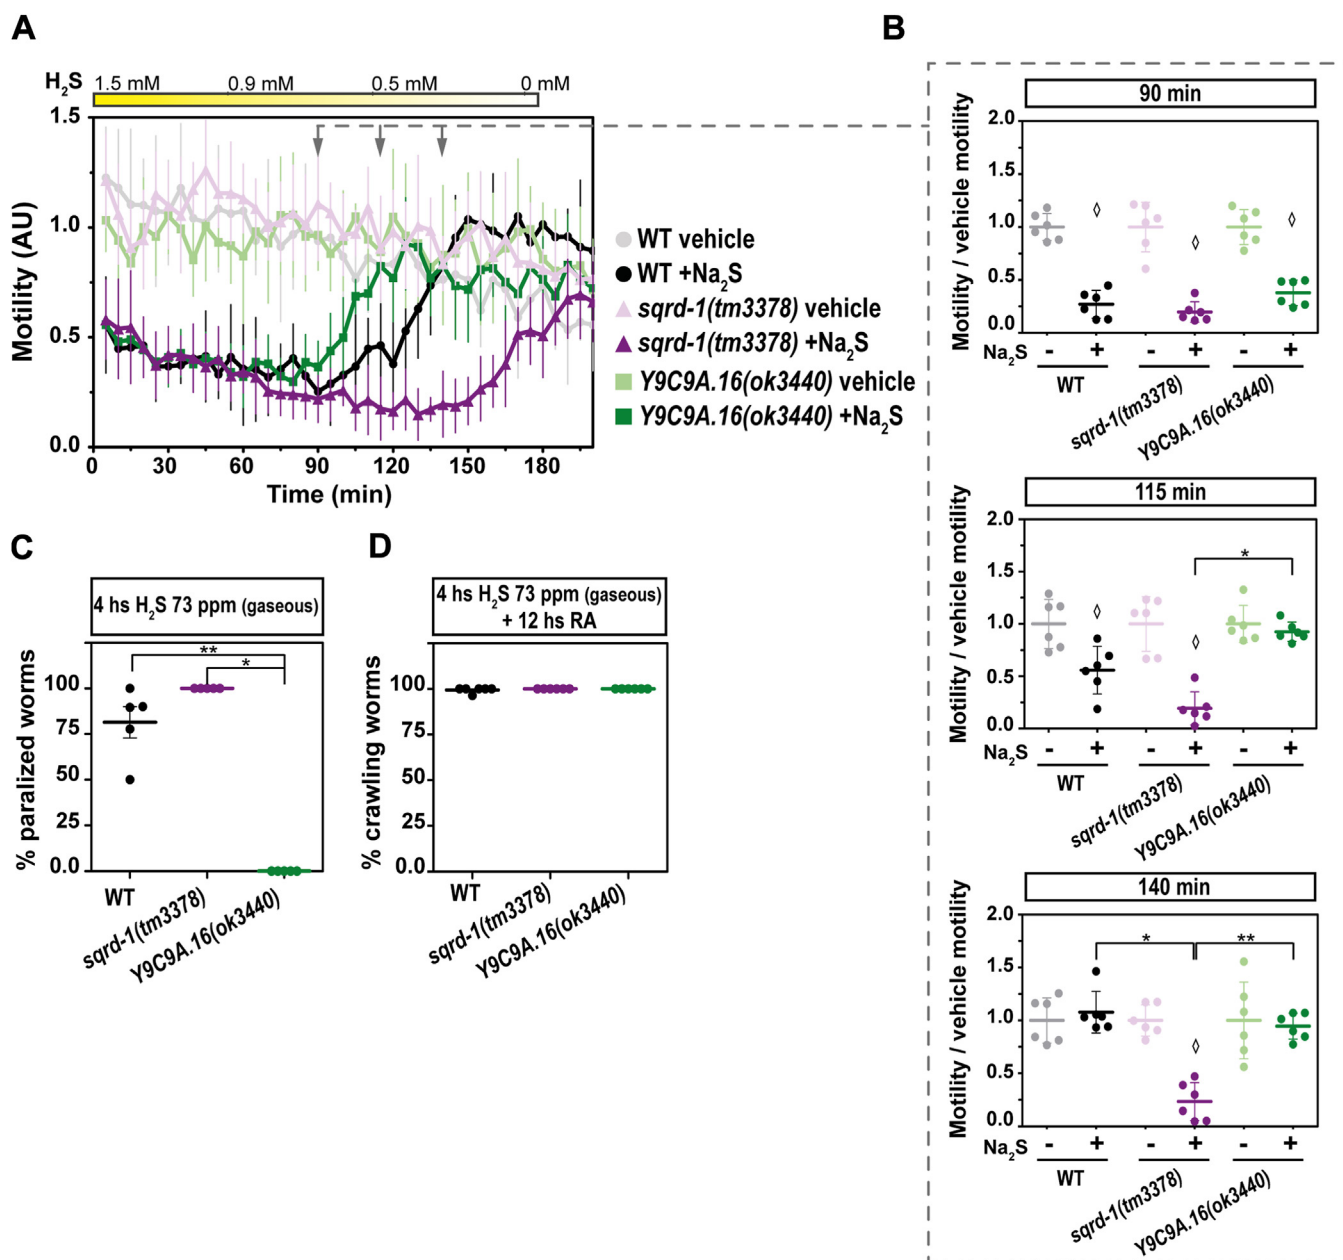 A
H2S
1.5 mM 0.9 mM 0.5 mM 0 mM
1.5
1.0
0.5
0.0
Motility (AU)
0 30 60 90 120 150 180
Time (min)
WT vehicle
WT +Na2S
sqrd-1(tm3378) vehicle
sqrd-1(tm3378) +Na2S
Y9C9A.16(ok3440) vehicle
Y9C9A.16(ok3440) +Na2S
B
90 min
Motility / vehicle motility
2.0
1.5
1.0
0.5
0.0
◊ ◊ ◊
Na2S - + - + - +
WT
sqrd-1(tm3378)
Y9C9A.16(ok3440)
115 min
Motility / vehicle motility
2.0
1.5
1.0
0.5
0.0
*
◊ ◊
Na2S - + - + - +
WT
sqrd-1(tm3378)
Y9C9A.16(ok3440)
140 min
Motility / vehicle motility
2.0
1.5
1.0
0.5
0.0
* **
◊
Na2S - + - + - +
WT
sqrd-1(tm3378)
Y9C9A.16(ok3440)
C
4 hs H2S 73 ppm (gaseous)
% paralized worms
100
75
50
25
0.0
**
*
WT
sqrd-1(tm3378)
Y9C9A.16(ok3440)
D
4 hs H2S 73 ppm (gaseous)
+ 12 hs RA
% crawling worms
100
75
50
25
0.0
WT
sqrd-1(tm3378)
Y9C9A.16(ok3440)